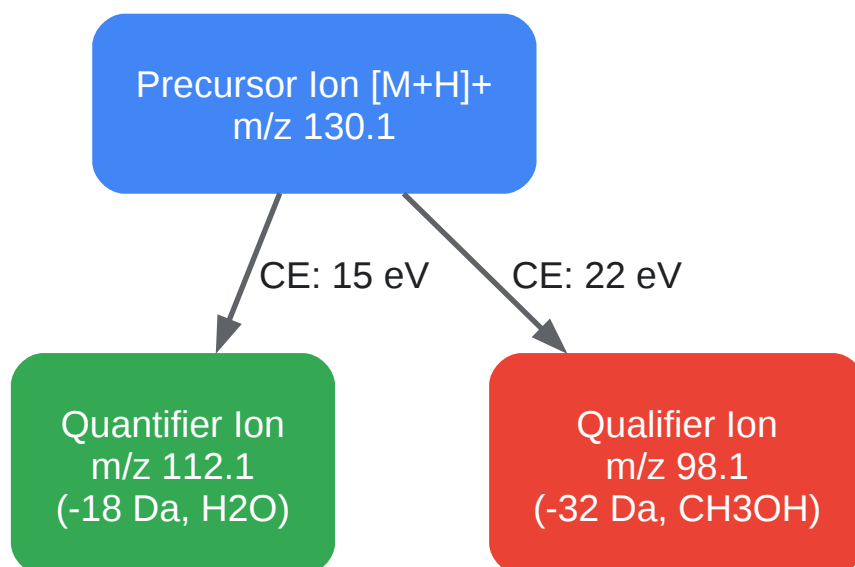 Precursor Ion [M+H]+
m/z 130.1
CE: 15 eV
CE: 22 eV
Quantifier Ion
m/z 112.1
(-18 Da, H2O)
Qualifier Ion
m/z 98.1
(-32 Da, CH3OH)